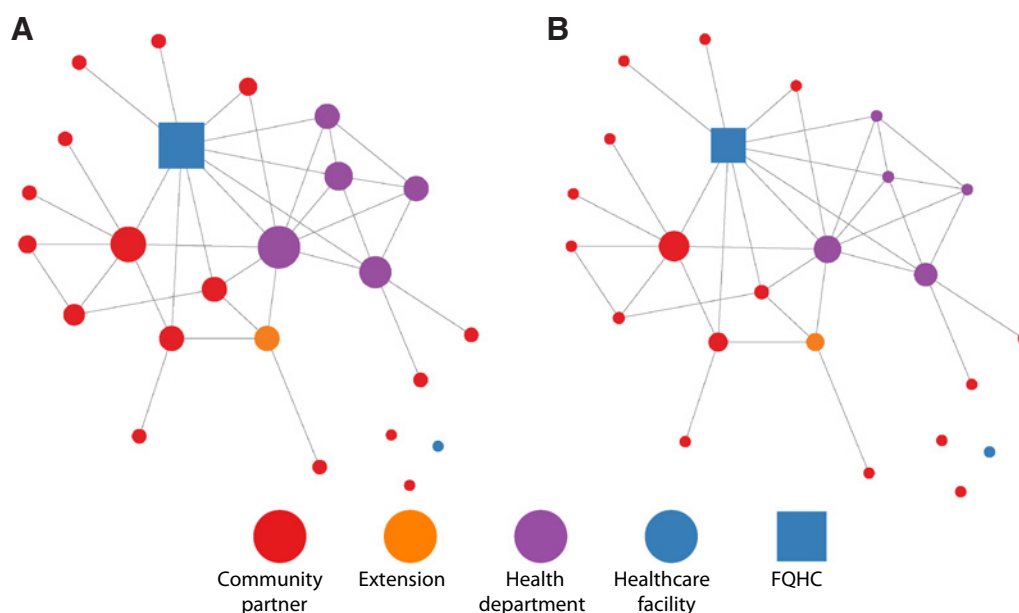 A
B
Community
partner
Extension
Health
department
Healthcare
facility
FQHC